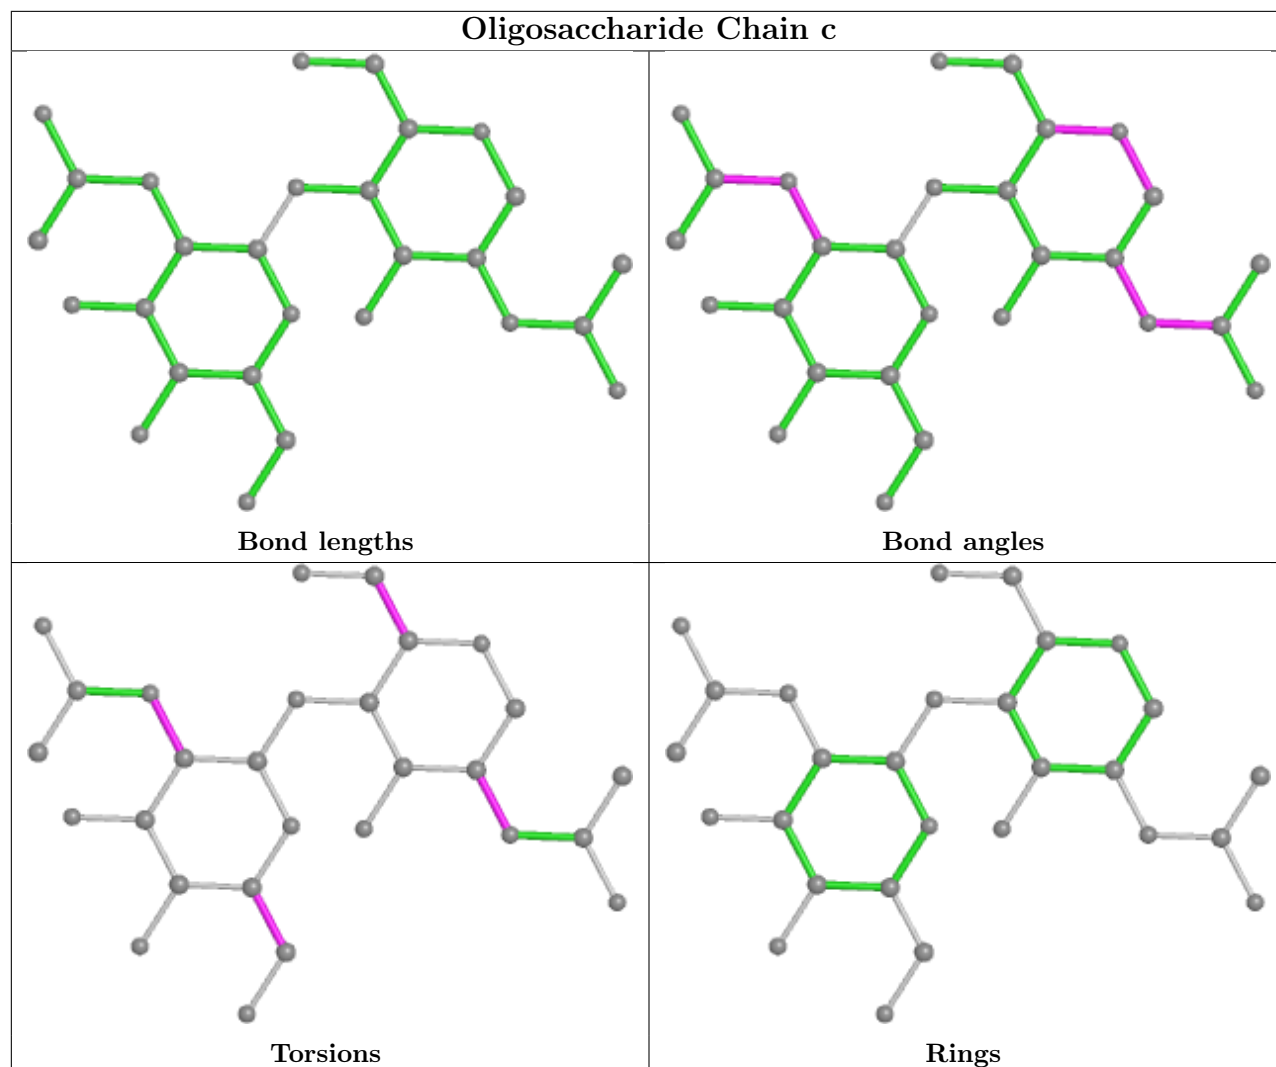 Oligosaccharide Chain c
Bond lengths
Bond angles
Torsions
Rings